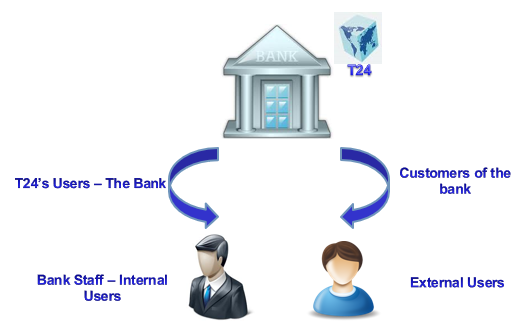 BANK
T24
T24's Users – The Bank
Customers of the
bank
Bank Staff – Internal
Users
External Users